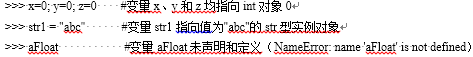 >>> x=0; y=0; z=0 #变量 x、y 和 z 均指向 int 对象 0
>>> str1 = "abc" #变量 str1 指向值为"abc"的 str 型实例对象
>>> aFloat #变量 aFloat 未声明和定义（NameError: name 'aFloat' is not defined）